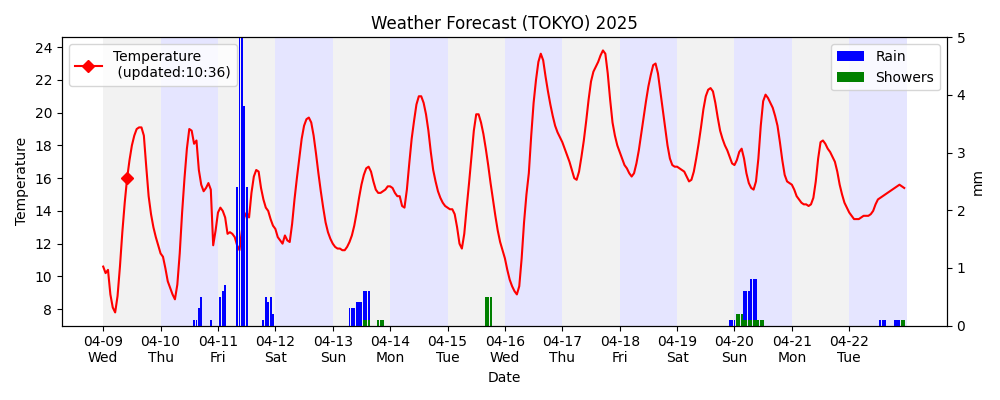 Weather Forecast (TOKYO) 2025
Temperature
(updated:10:36)
Rain
Showers
Temperature
24
22
20
18
16
14
12
10
8
5
4
3
2
1
0
mm
04-09 04-10 04-11 04-12 04-13 04-14 04-15 04-16 04-17 04-18 04-19 04-20 04-21 04-22
Wed Thu Fri Sat Sun Mon Tue Wed Thu Fri Sat Sun Mon Tue
Date